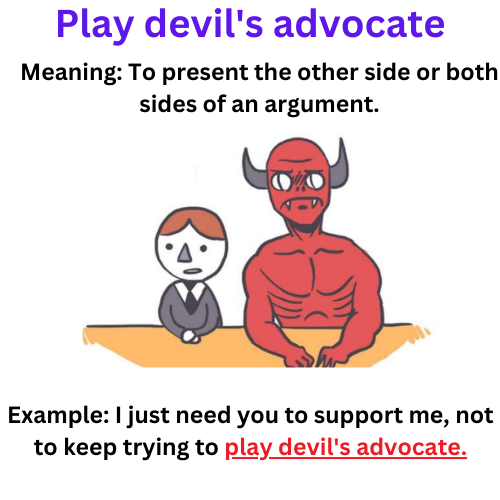 Play devil's advocate
Meaning: To present the other side or both
sides of an argument.
Example: I just need you to support me, not
to keep trying to play devil's advocate.